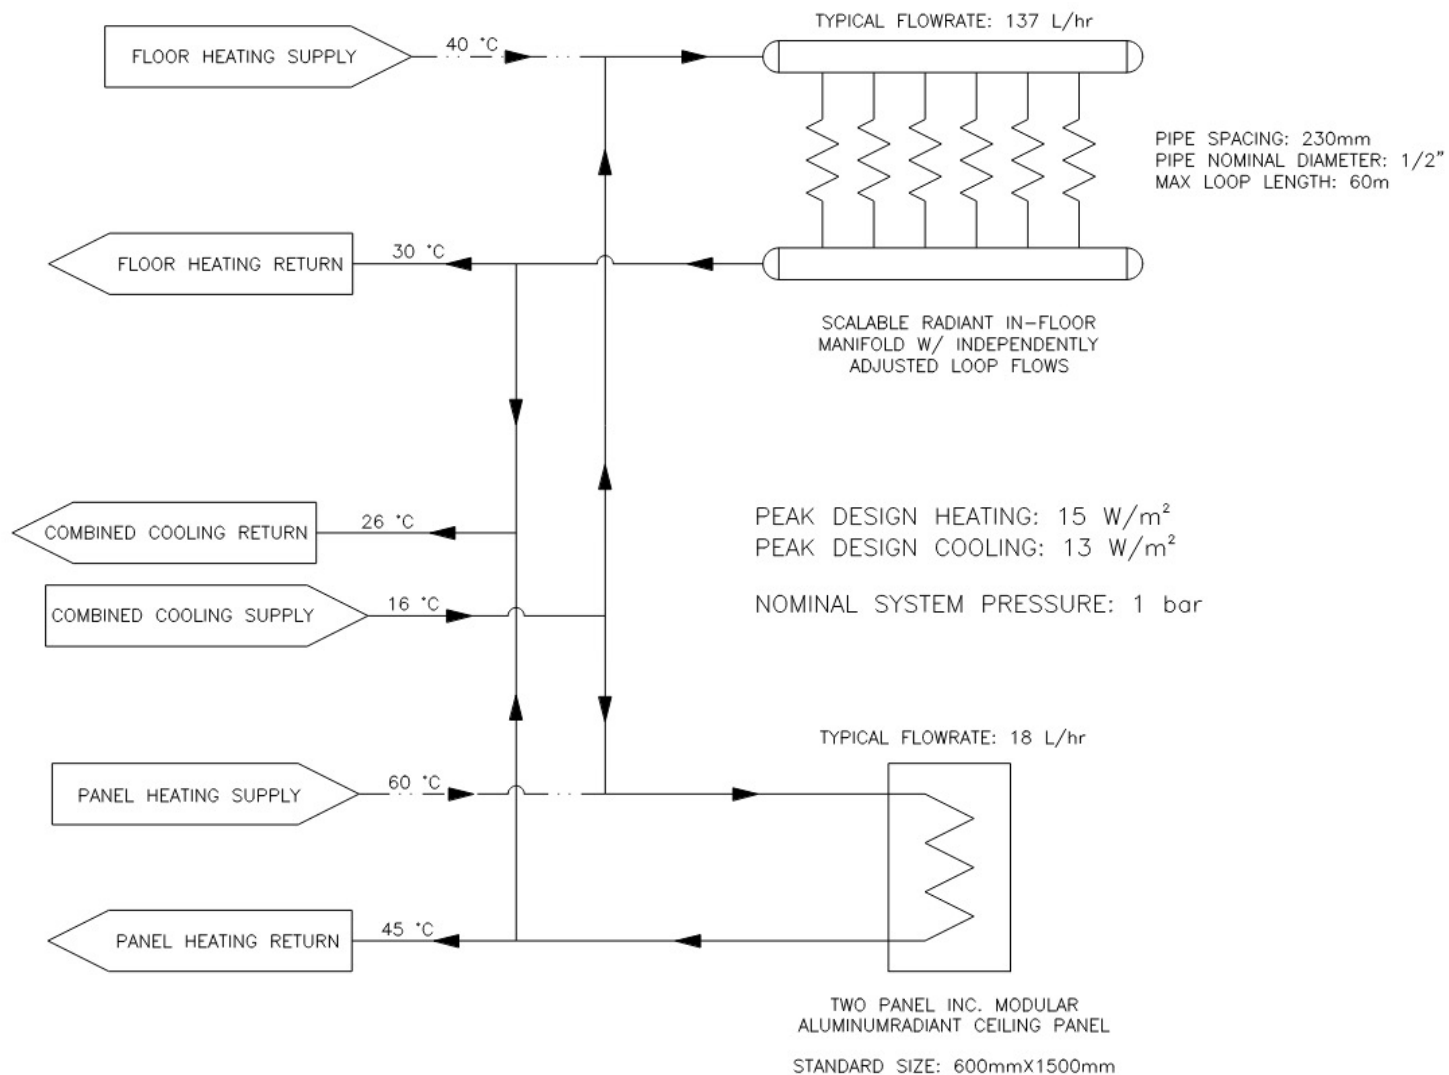 TYPICAL FLOWRATE: 137 L/hr
FLOOR HEATING SUPPLY
40 °C
PIPE SPACING: 230mm
PIPE NOMINAL DIAMETER: 1/2"
MAX LOOP LENGTH: 60m
FLOOR HEATING RETURN
30 °C
SCALABLE RADIANT IN-FLOOR
MANIFOLD W/ INDEPENDENTLY
ADJUSTED LOOP FLOWS
COMBINED COOLING RETURN
26 °C
PEAK DESIGN HEATING: 15 W/m²
PEAK DESIGN COOLING: 13 W/m²
COMBINED COOLING SUPPLY
16 °C
NOMINAL SYSTEM PRESSURE: 1 bar
TYPICAL FLOWRATE: 18 L/hr
PANEL HEATING SUPPLY
60 °C
PANEL HEATING RETURN
45 °C
TWO PANEL INC. MODULAR
ALUMINUMRADIANT CEILING PANEL
STANDARD SIZE: 600mmX1500mm